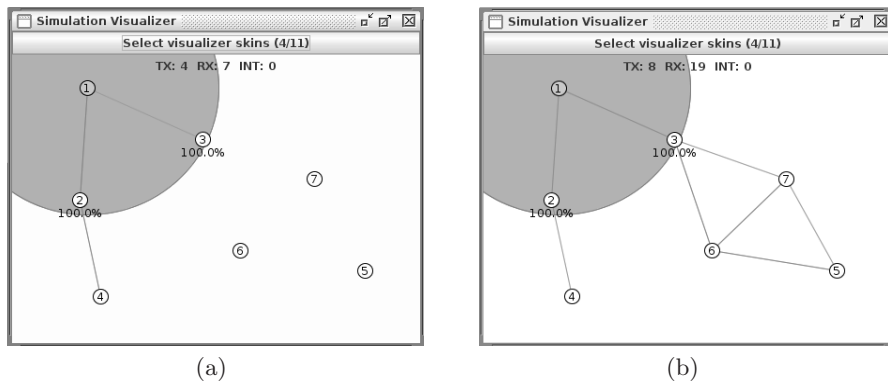 Simulation Visualizer
Select visualizer skins (4/11)
TX: 4 RX: 7 INT: 0
1
3
100.0%
7
2
100.0%
6
5
4
(a)
Simulation Visualizer
Select visualizer skins (4/11)
TX: 8 RX: 19 INT: 0
1
3
100.0%
7
2
100.0%
6
5
4
(b)